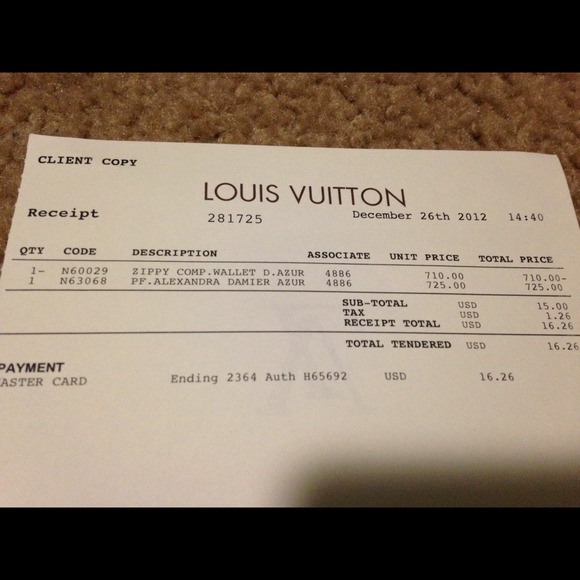 CLIENT COPY
LOUIS VUITTON
Receipt 281725 December 26th 2012 14:40
QTY CODE DESCRIPTION ASSOCIATE UNIT PRICE TOTAL PRICE
1- N60029 ZIPPY COMP.WALLET D.AZUR 4886 710.00 710.00-
1 N63068 PF.ALEXANDRA DAMIER AZUR 4886 725.00 725.00
SUB-TOTAL USD 15.00
TAX USD 1.26
RECEIPT TOTAL USD 16.26
TOTAL TENDERED USD 16.26
PAYMENT
ASTER CARD Ending 2364 Auth H65692 USD 16.26